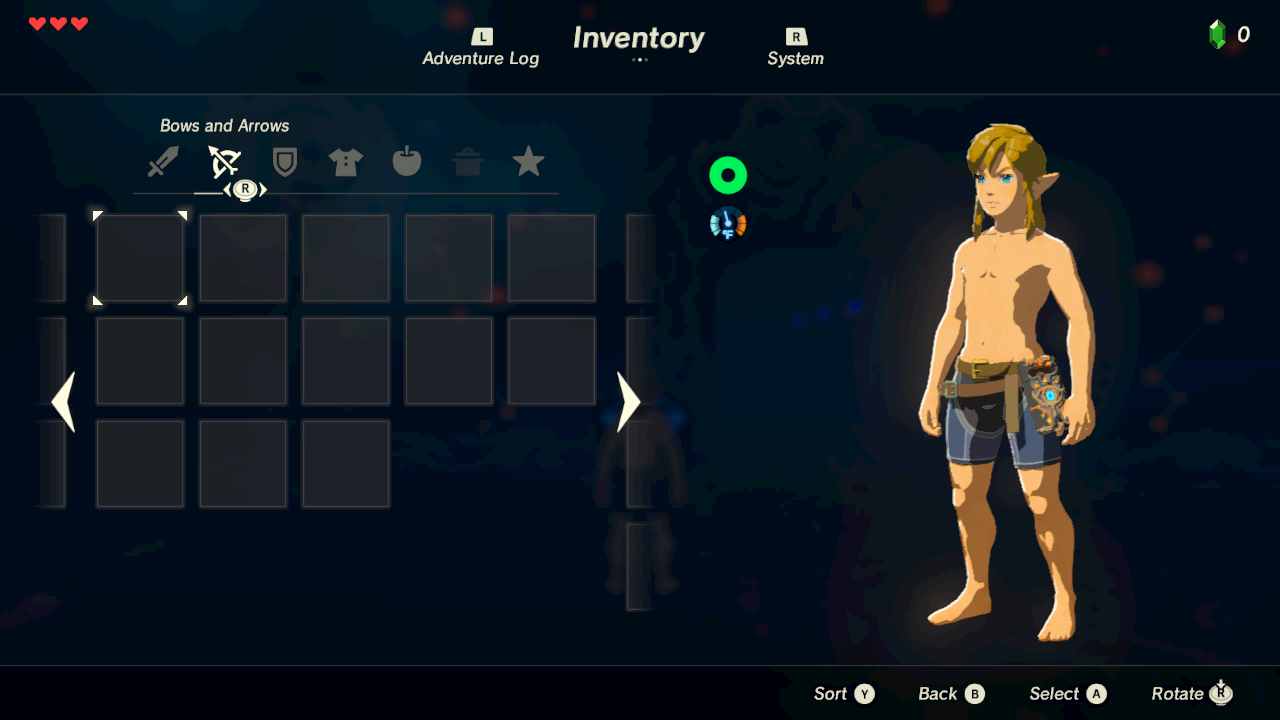 L
Inventory
R
0
Adventure Log
System
Bows and Arrows
R
°F
Sort Y
Back B
Select A
Rotate R